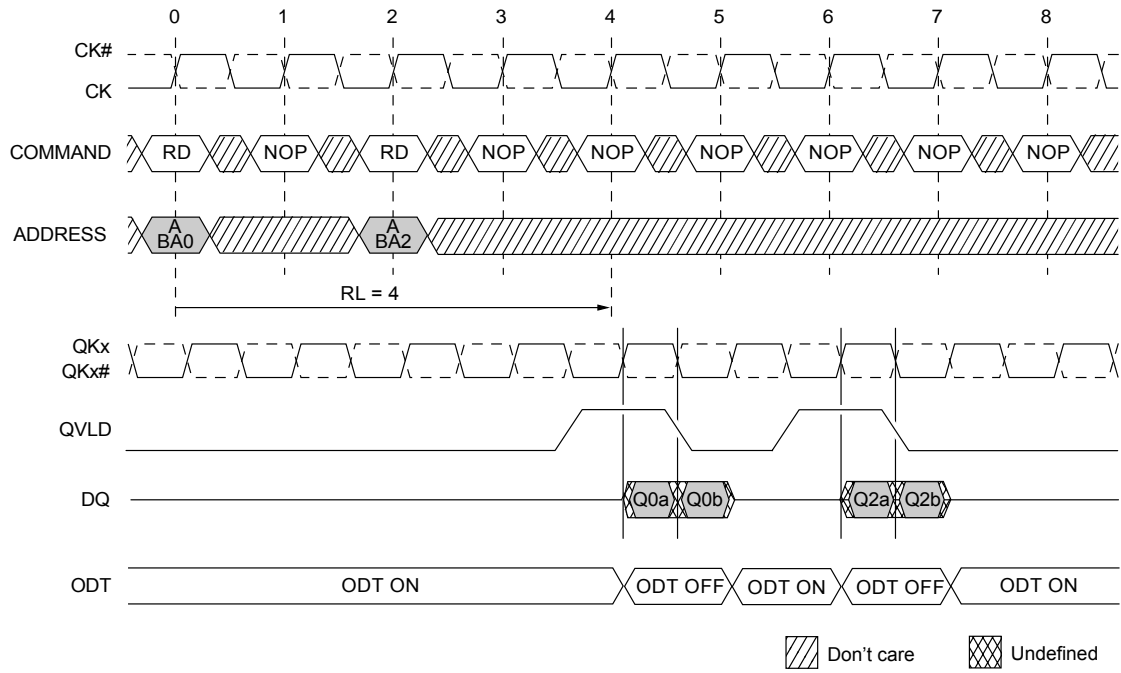 0 1 2 3 4 5 6 7 8
CK#
CK
COMMAND RD NOP RD NOP NOP NOP NOP NOP NOP
ADDRESS A BA0 A BA2
RL = 4
QKx
QKx#
QVLD
DQ Q0a Q0b Q2a Q2b
ODT ODT ON ODT OFF ODT ON ODT OFF ODT ON
Don't care Undefined